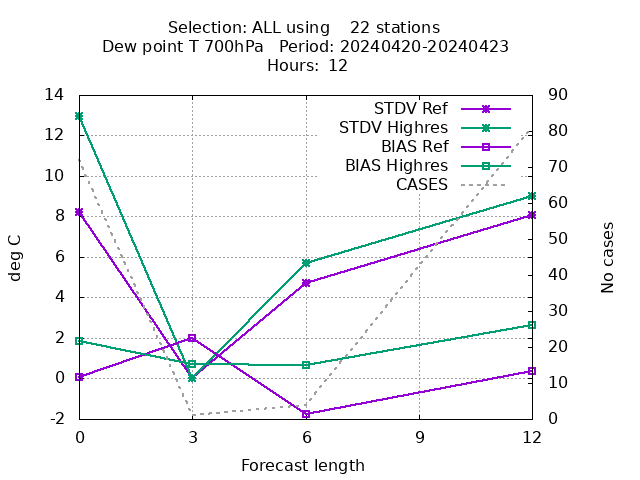 Selection: ALL using    22 stations
Dew point T 700hPa   Period: 20240420-20240423
Hours: 12
STDV Ref
STDV Highres
BIAS Ref
BIAS Highres
CASES
14
12
10
8
6
4
2
0
-2
deg C
90
80
70
60
50
40
30
20
10
0
No cases
0 3 6 9 12
Forecast length